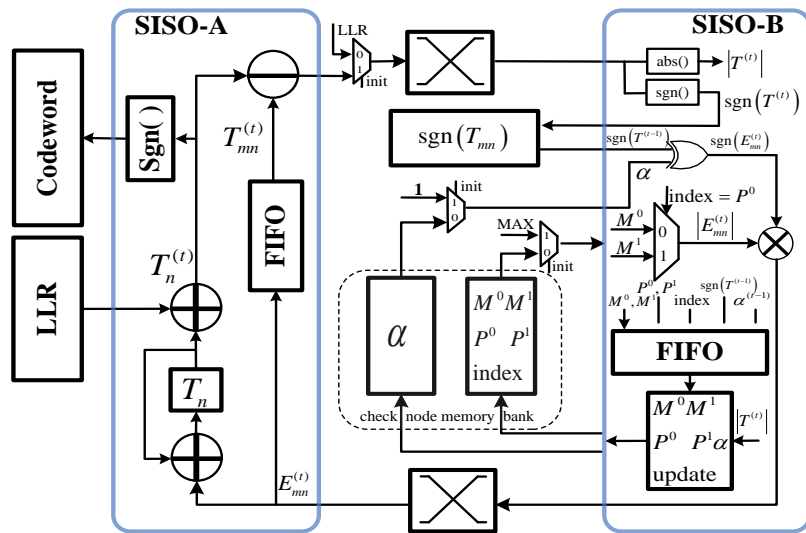 SISO-A
SISO-B
LLR
0
1
init
abs()
|T^(t)|
sgn()
sgn(T^(t))
Codeword
Sgn( )
T_mn^(t)
sgn(T_mn)
sgn(T^(t-1))
sgn(E_mn^(t))
α
1
init
1
0
index = P^0
FIFO
MAX
1
0
init
M^0
0
|E_mn^(t)|
M^1
1
LLR
T_n^(t)
P^0, P^1
sgn(T^(t-1))
M^0, M^1
index
α^(t-1)
α
M^0 M^1
P^0 P^1
index
FIFO
T_n
check node memory bank
M^0 M^1
P^0 P^1 α
update
|T^(t)|
E_mn^(t)